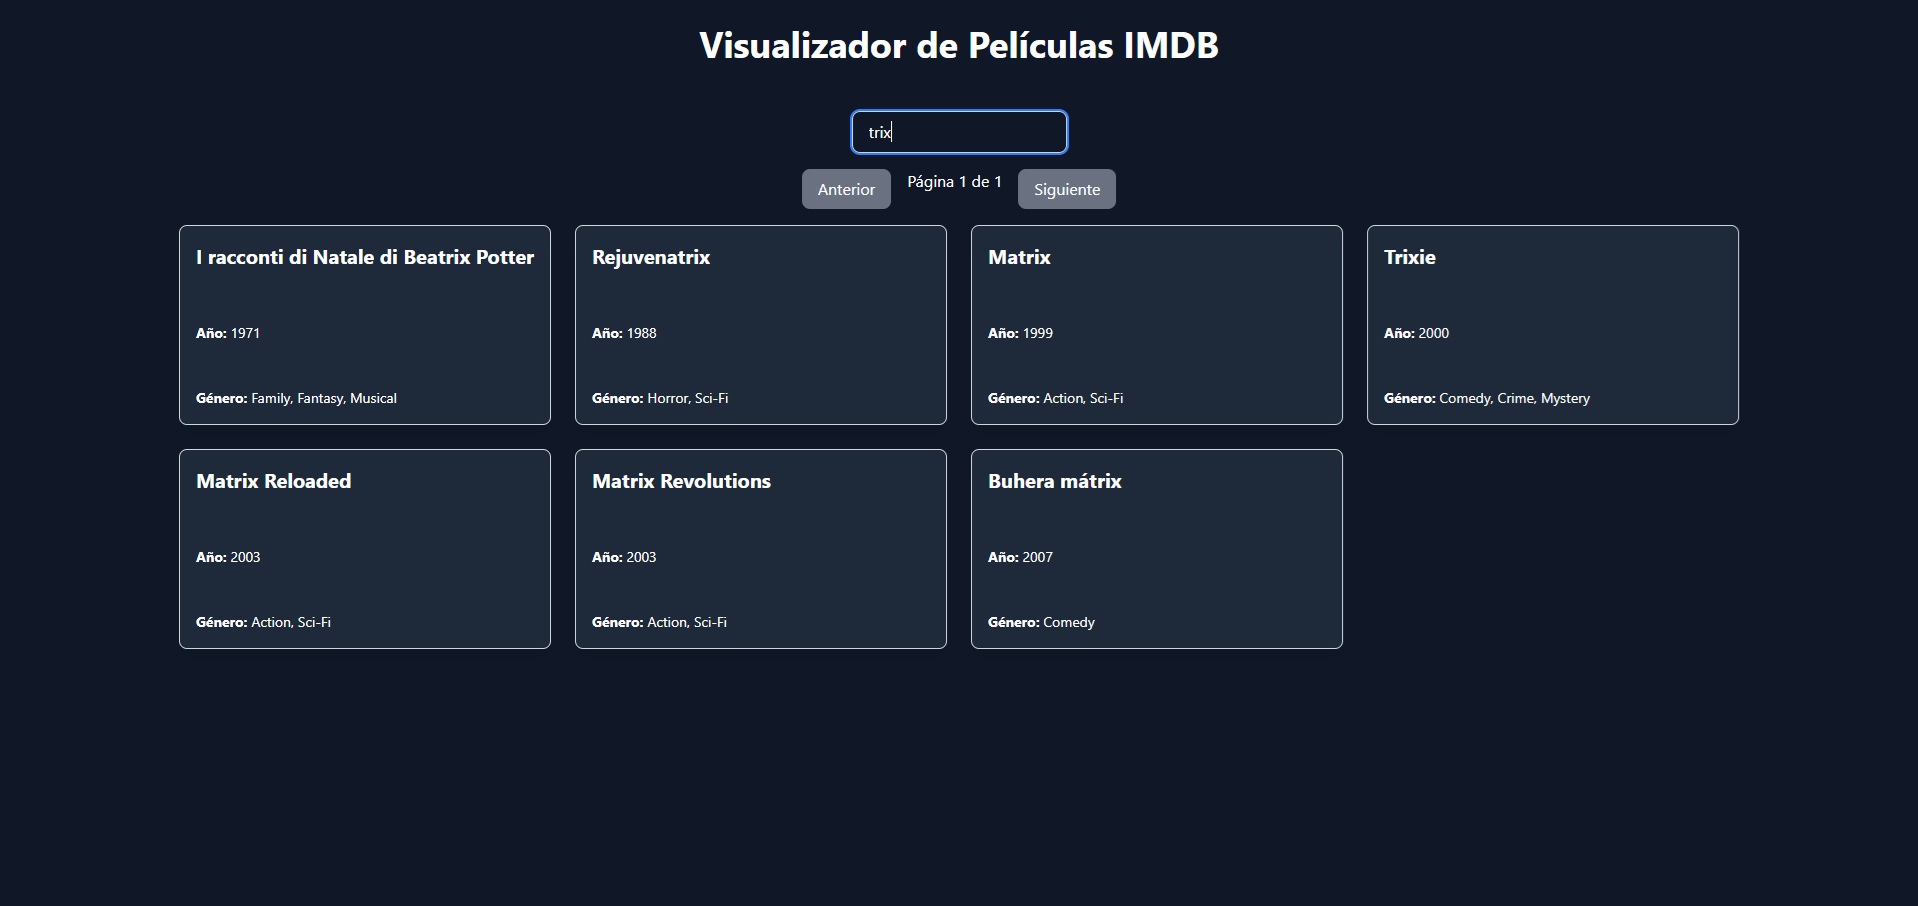 Visualizador de Películas IMDB
trix
Anterior
Página 1 de 1
Siguiente
I racconti di Natale di Beatrix Potter
Año: 1971
Género: Family, Fantasy, Musical
Rejuvenatrix
Año: 1988
Género: Horror, Sci-Fi
Matrix
Año: 1999
Género: Action, Sci-Fi
Trixie
Año: 2000
Género: Comedy, Crime, Mystery
Matrix Reloaded
Año: 2003
Género: Action, Sci-Fi
Matrix Revolutions
Año: 2003
Género: Action, Sci-Fi
Buhera mátrix
Año: 2007
Género: Comedy